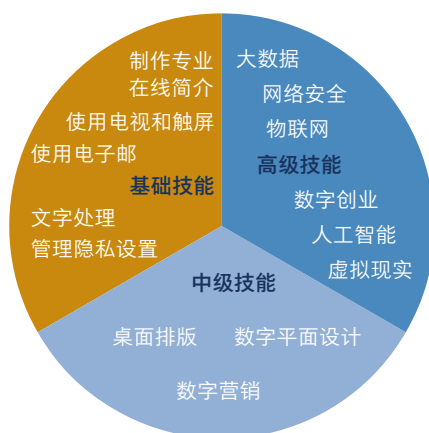 制作专业
在线简介
使用电视和触屏
使用电子邮
基础技能
文字处理
管理隐私设置
大数据
网络安全
物联网
高级技能
数字创业
人工智能
虚拟现实
中级技能
桌面排版
数字平面设计
数字营销